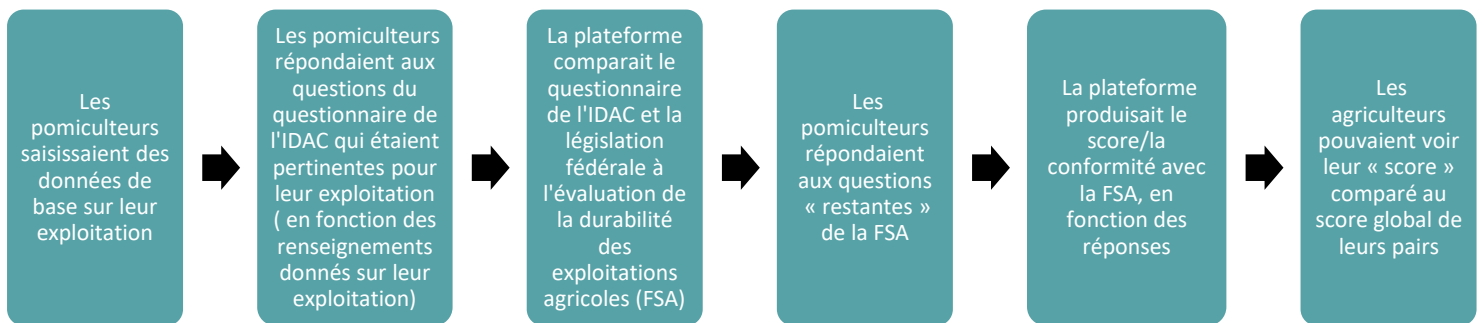 Les
pomiculteurs
saisissaient des
données de
base sur leur
exploitation
Les pomiculteurs
répondaient aux
questions du
questionnaire de
l'IDAC qui étaient
pertinentes pour
leur exploitation
( en fonction des
renseignements
donnés sur leur
exploitation)
La plateforme
comparait le
questionnaire
de l'IDAC et la
législation
fédérale à
l'évaluation de
la durabilité
des
exploitations
agricoles (FSA)
Les
pomiculteurs
répondaient
aux questions
« restantes »
de la FSA
La plateforme
produisait le
score/la
conformité avec
la FSA, en
fonction des
réponses
Les
agriculteurs
pouvaient voir
leur « score »
comparé au
score global de
leurs pairs